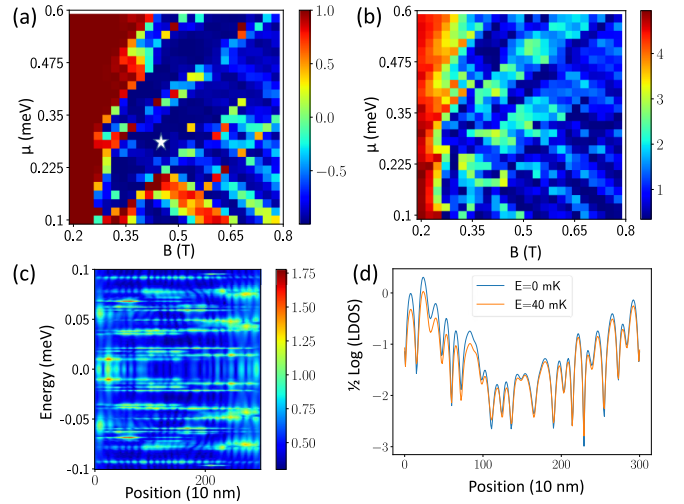 (a)
(b)
0.6
0.475
0.35
0.225
0.1
μ (meV)
0.2 0.35 0.5 0.65 0.8
B (T)
1.0
0.5
0.0
−0.5
0.6
0.475
0.35
0.225
0.1
μ (meV)
0.2 0.35 0.5 0.65 0.8
B (T)
4
3
2
1
(c)
(d)
0.1
0.05
0.0
-0.05
-0.1
Energy (meV)
0 200
Position (10 nm)
1.75
1.50
1.25
1.00
0.75
0.50
E=0 mK
E=40 mK
0
−1
−2
−3
½ Log (LDOS)
0 100 200 300
Position (10 nm)